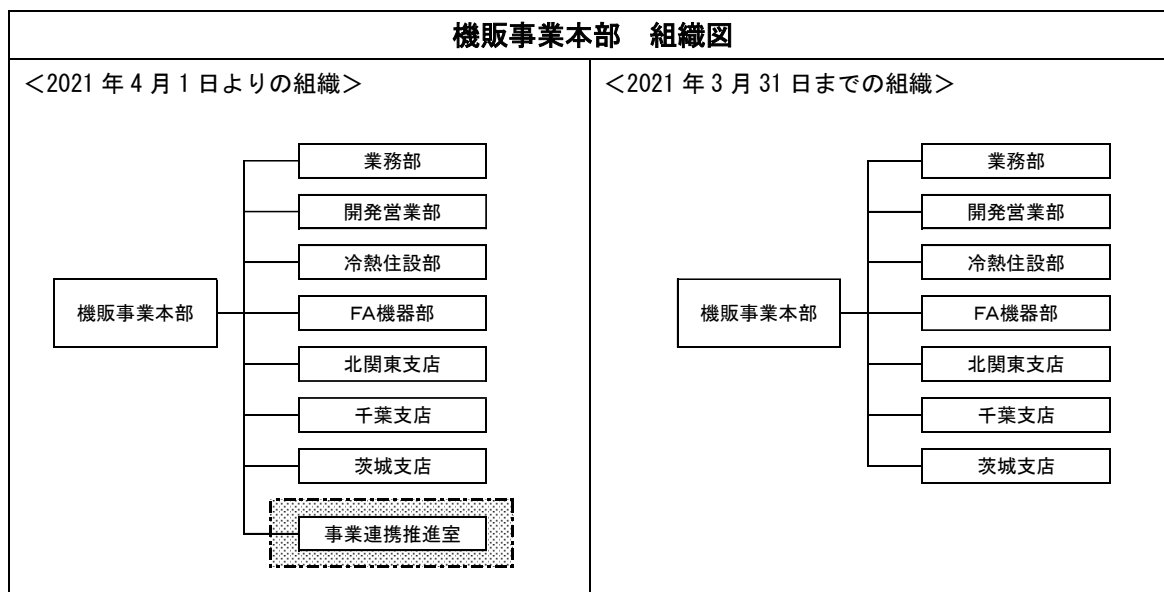 機販事業本部　組織図
＜2021年4月1日よりの組織＞
業務部
開発営業部
冷熱住設部
機販事業本部
ＦＡ機器部
北関東支店
千葉支店
茨城支店
事業連携推進室
＜2021年3月31日までの組織＞
業務部
開発営業部
冷熱住設部
機販事業本部
ＦＡ機器部
北関東支店
千葉支店
茨城支店